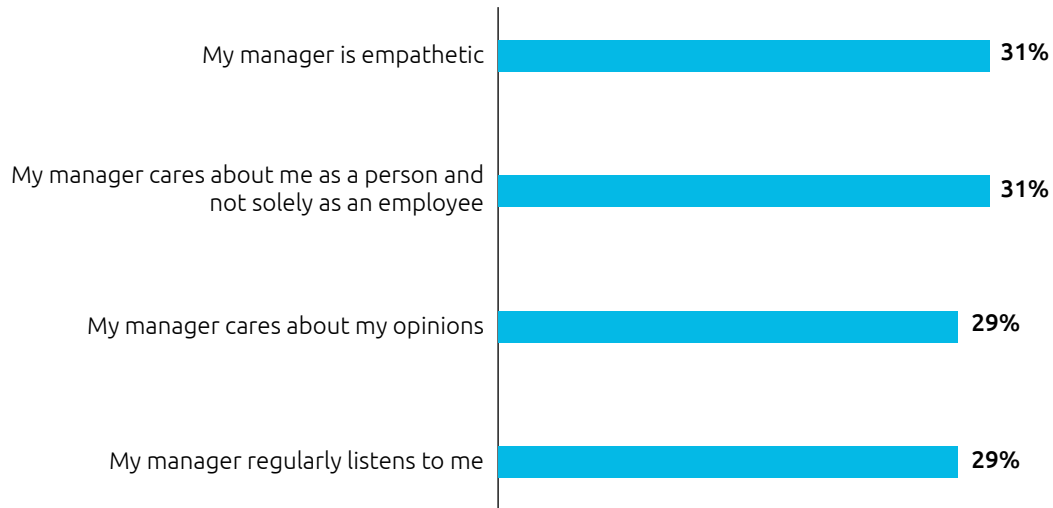 My manager is empathetic
31%
My manager cares about me as a person and
not solely as an employee
31%
My manager cares about my opinions
29%
My manager regularly listens to me
29%